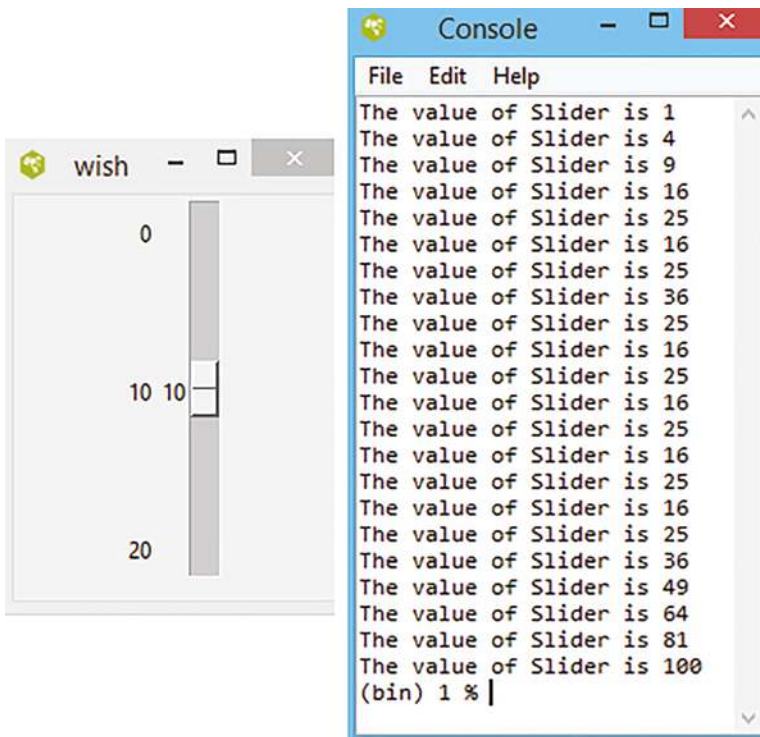 wish
0
10 10
20
Console
File Edit Help
The value of Slider is 1
The value of Slider is 4
The value of Slider is 9
The value of Slider is 16
The value of Slider is 25
The value of Slider is 16
The value of Slider is 25
The value of Slider is 36
The value of Slider is 25
The value of Slider is 16
The value of Slider is 25
The value of Slider is 16
The value of Slider is 25
The value of Slider is 16
The value of Slider is 25
The value of Slider is 16
The value of Slider is 25
The value of Slider is 36
The value of Slider is 49
The value of Slider is 64
The value of Slider is 81
The value of Slider is 100
(bin) 1 %